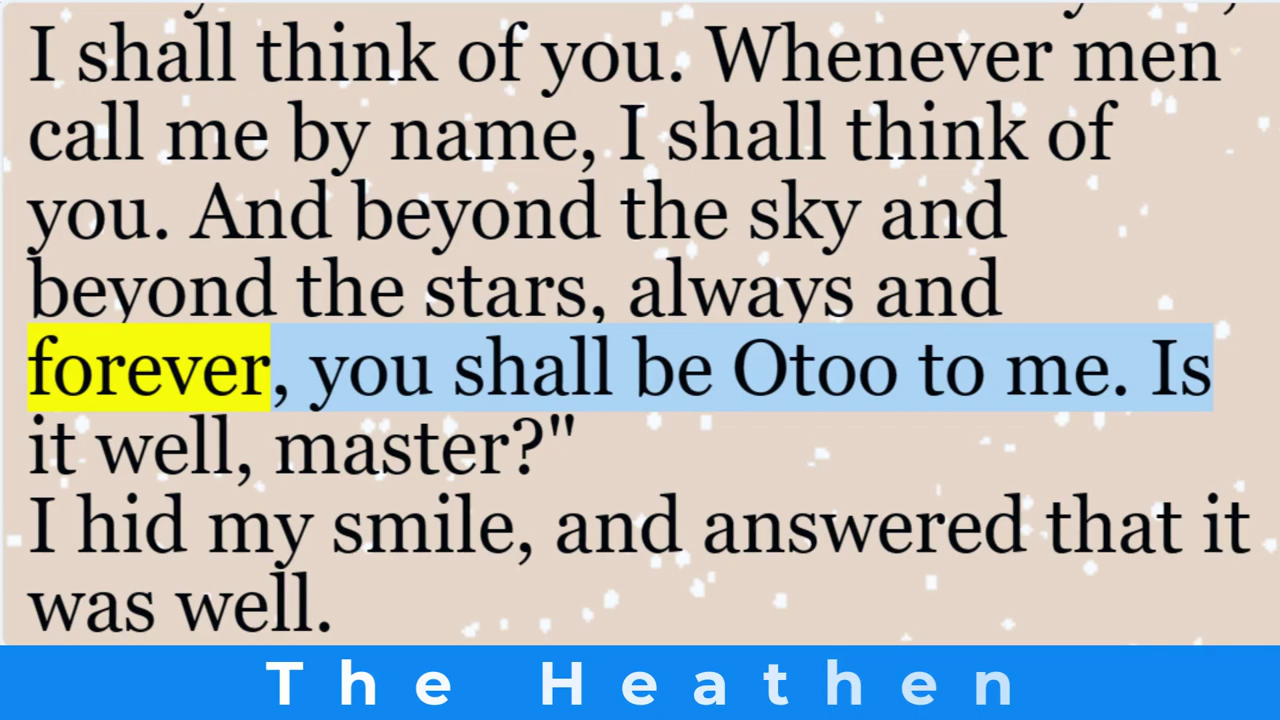 I shall think of you. Whenever men
call me by name, I shall think of
you. And beyond the sky and
beyond the stars, always and
forever, you shall be Otoo to me. Is
it well, master?"
I hid my smile, and answered that it
was well.
The Heathen